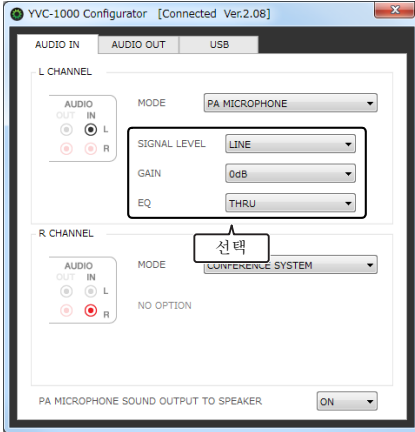 YVC-1000 Configurator [Connected Ver.2.08]
AUDIO IN AUDIO OUT USB
L CHANNEL
AUDIO
OUT IN
L
R
MODE PA MICROPHONE
SIGNAL LEVEL LINE
GAIN 0dB
EQ THRU
선택
R CHANNEL
AUDIO
OUT IN
L
R
MODE CONFERENCE SYSTEM
NO OPTION
PA MICROPHONE SOUND OUTPUT TO SPEAKER ON